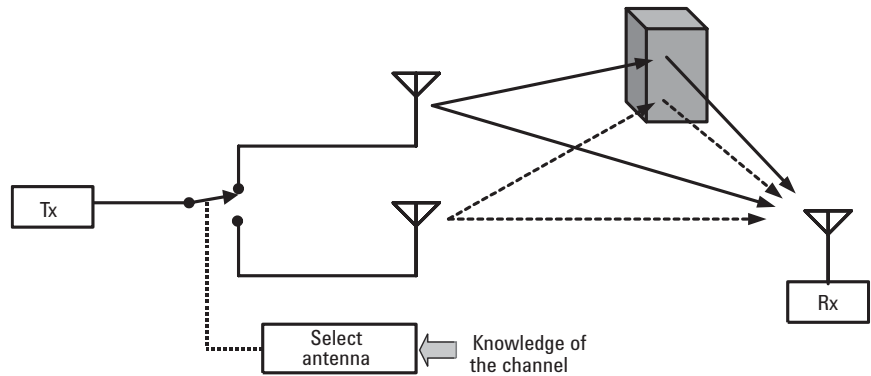 Tx
Rx
Select
antenna
Knowledge of
the channel